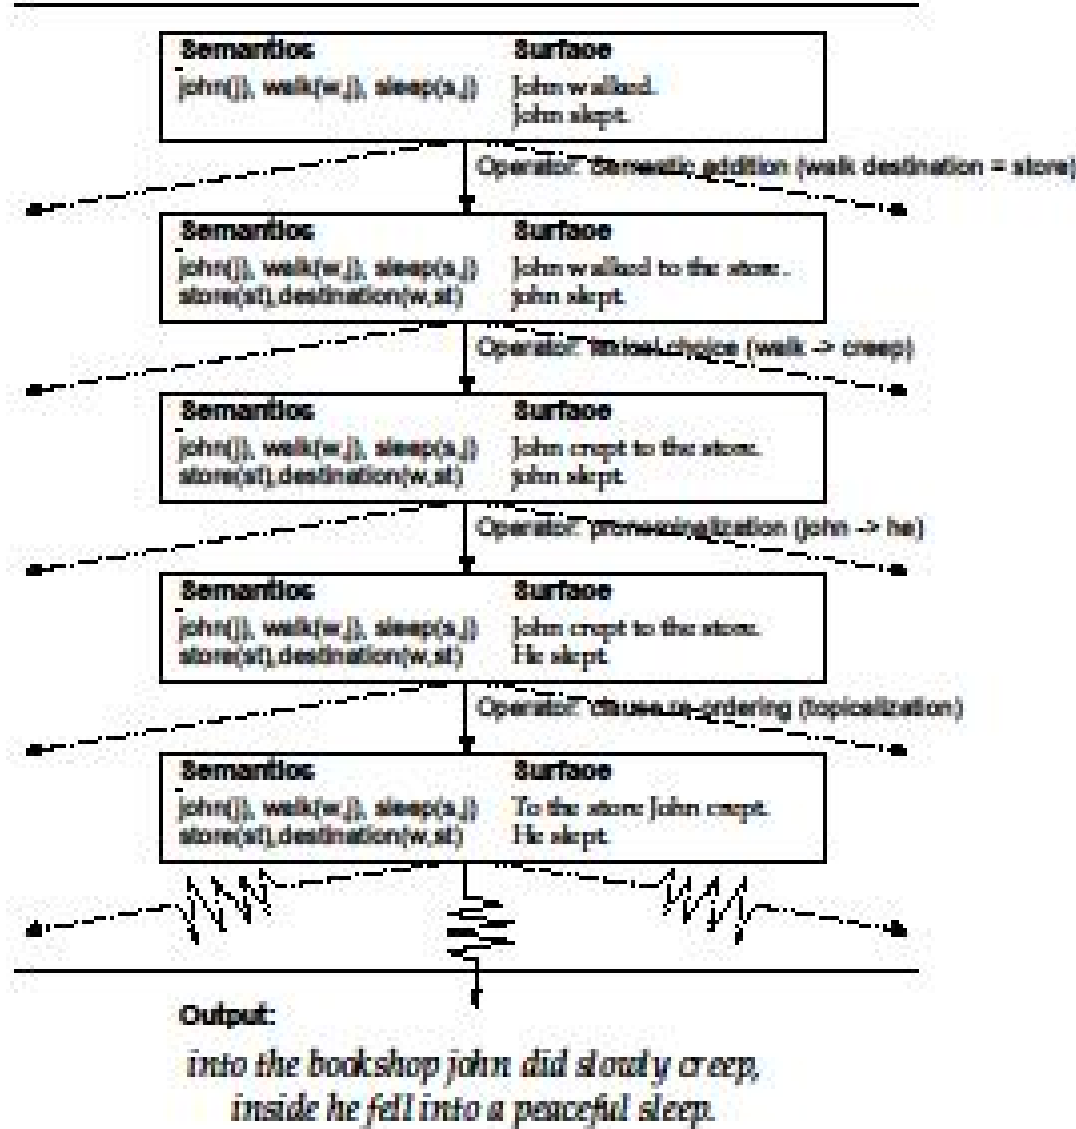 Semantics Surface
john(j), walk(w,j), sleep(s,j) John walked.
John slept.
Operator: Semantic addition (walk destination = store)
Semantics Surface
john(j), walk(w,j), sleep(s,j) John walked to the store.
store(st),destination(w,st) john slept.
Operator: lexical choice (walk -> creep)
Semantics Surface
john(j), walk(w,j), sleep(s,j) John crept to the store.
store(st),destination(w,st) john slept.
Operator: pronominalization (john -> he)
Semantics Surface
john(j), walk(w,j), sleep(s,j) John crept to the store.
store(st),destination(w,st) He slept.
Operator: clause re-ordering (topicalization)
Semantics Surface
john(j), walk(w,j), sleep(s,j) To the store John crept.
store(st),destination(w,st) He slept.
Output:
into the bookshop john did slowly creep,
inside he fell into a peaceful sleep.